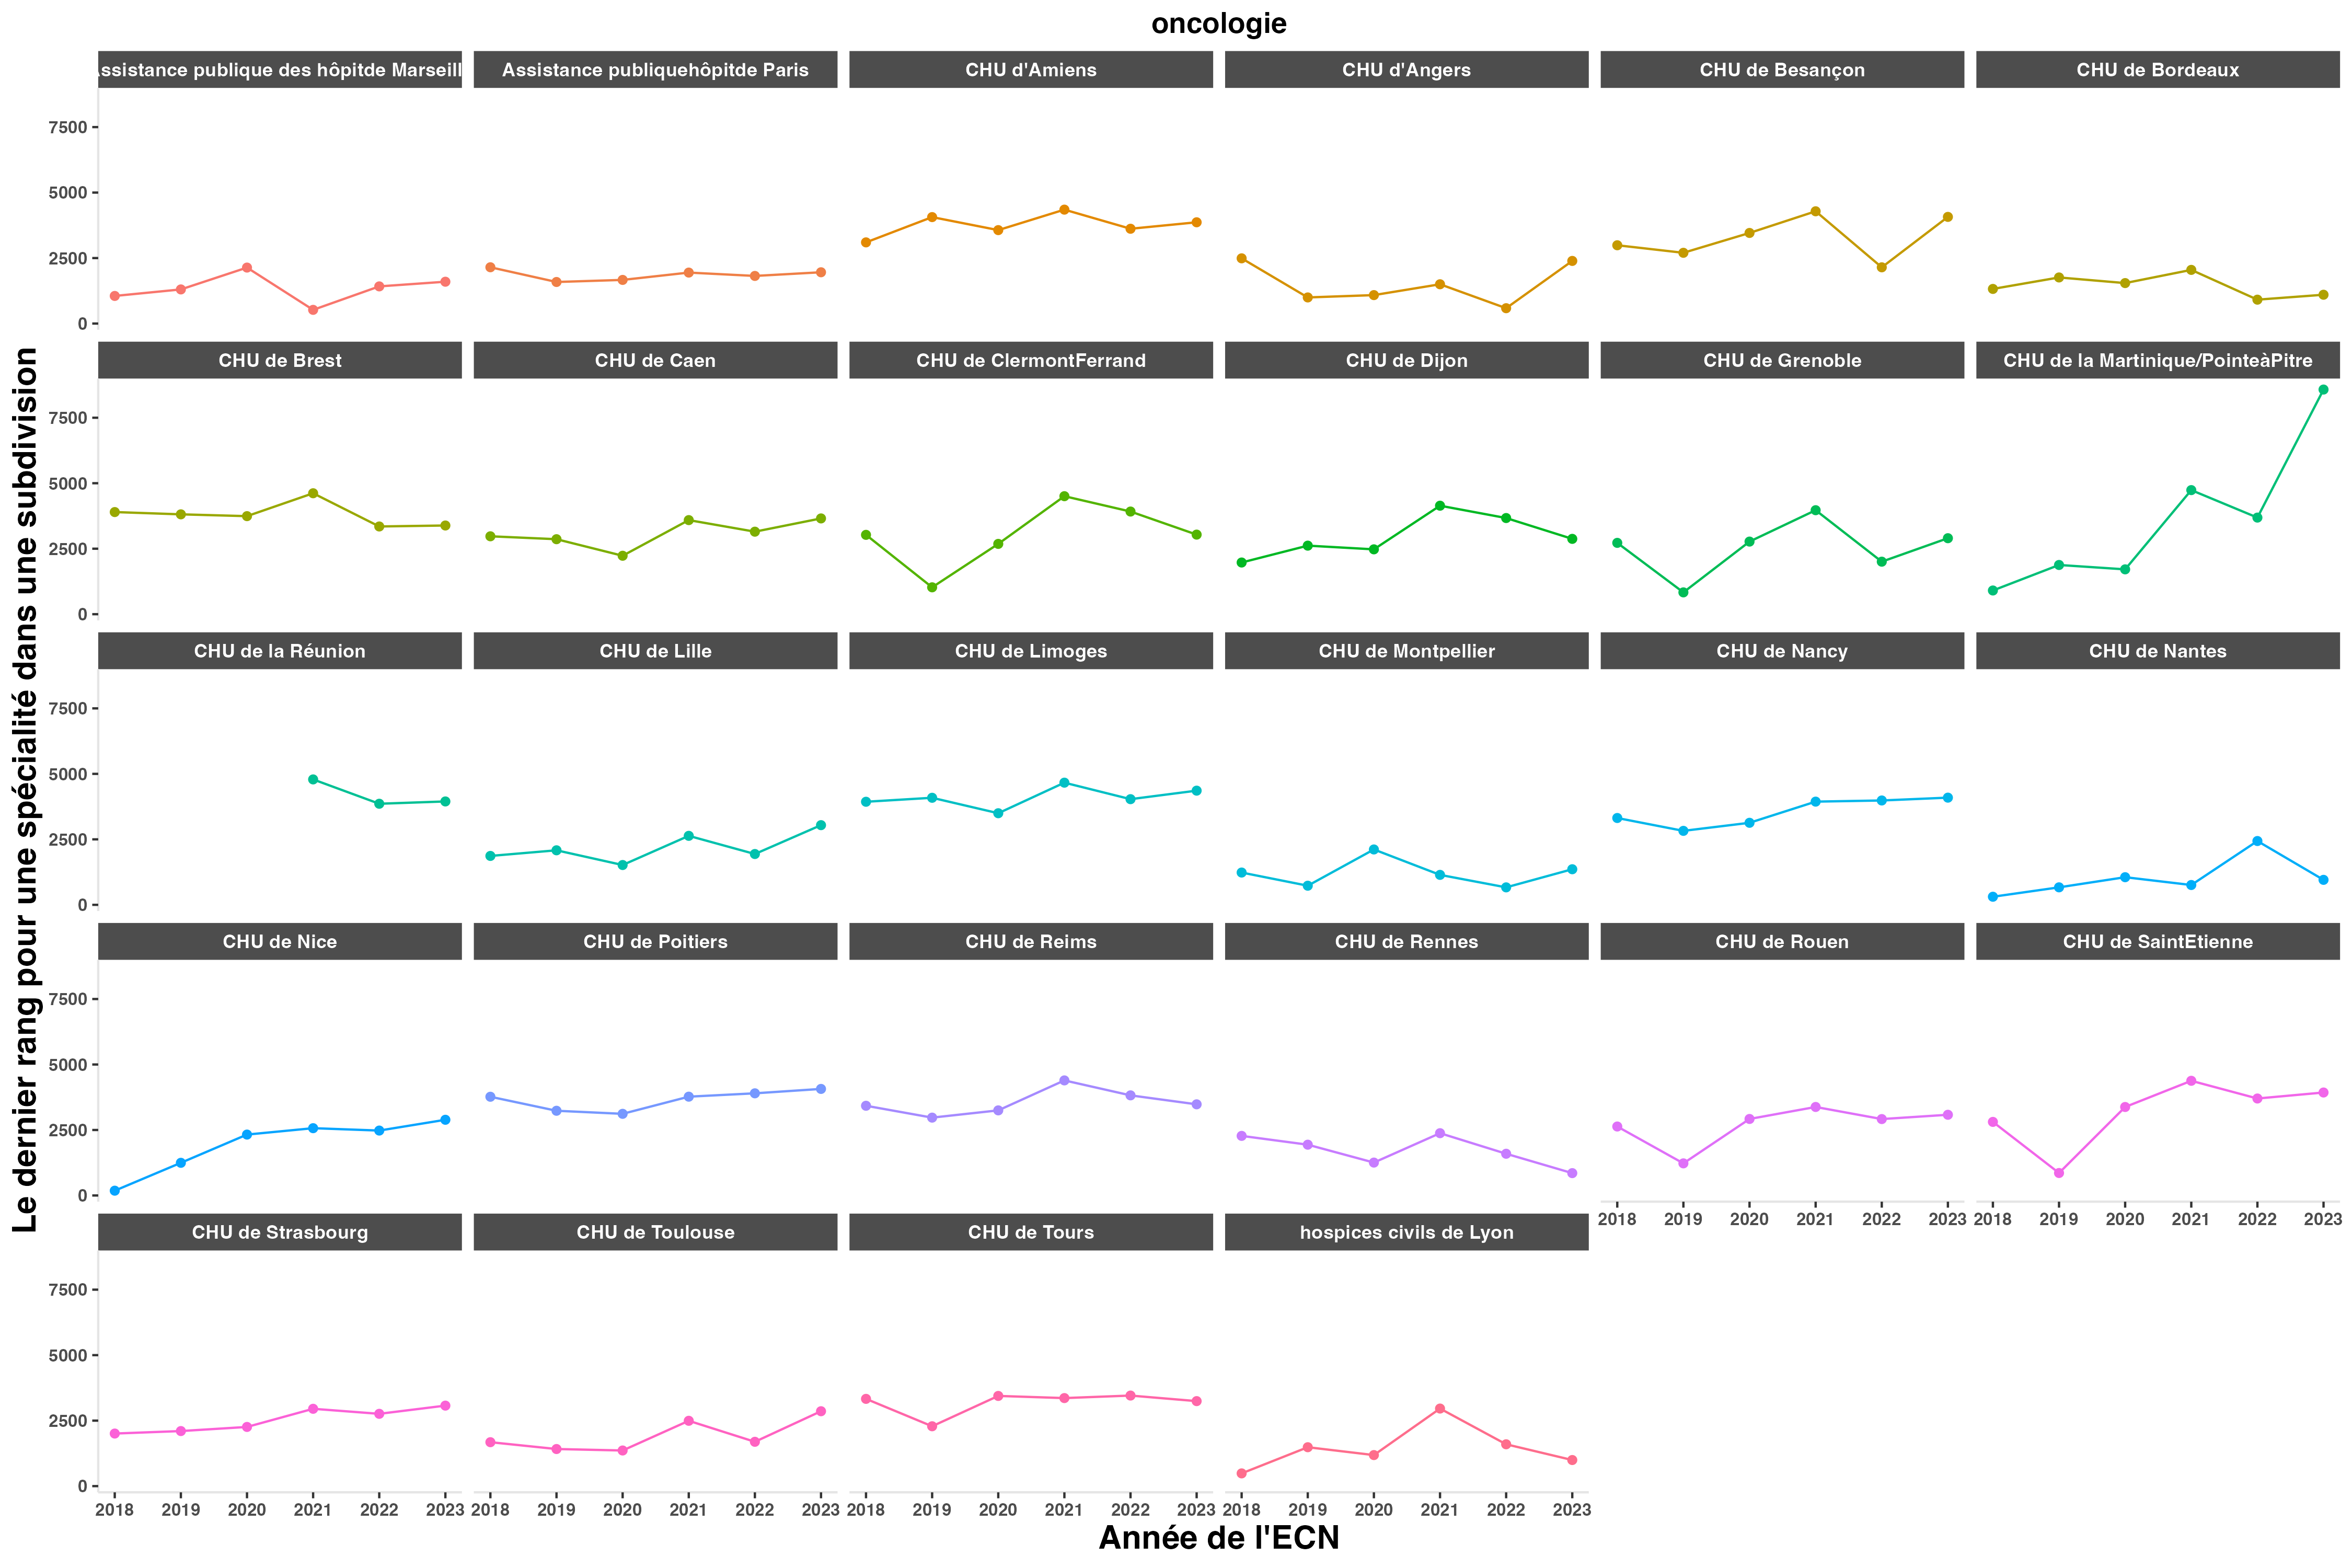 oncologie
ssistance publique des hôpitde Marseill
Assistance publiquehôpitde Paris
CHU d'Amiens
CHU d'Angers
CHU de Besançon
CHU de Bordeaux
7500
5000
2500
0
CHU de Brest
CHU de Caen
CHU de ClermontFerrand
CHU de Dijon
CHU de Grenoble
CHU de la Martinique/PointeàPitre
7500
5000
2500
0
CHU de la Réunion
CHU de Lille
CHU de Limoges
CHU de Montpellier
CHU de Nancy
CHU de Nantes
7500
5000
2500
0
CHU de Nice
CHU de Poitiers
CHU de Reims
CHU de Rennes
CHU de Rouen
CHU de SaintEtienne
7500
5000
2500
0
2018 2019 2020 2021 2022 2023
2018 2019 2020 2021 2022 2023
CHU de Strasbourg
CHU de Toulouse
CHU de Tours
hospices civils de Lyon
7500
5000
2500
0
2018 2019 2020 2021 2022 2023
2018 2019 2020 2021 2022 2023
2018 2019 2020 2021 2022 2023
2018 2019 2020 2021 2022 2023
Année de l'ECN
Le dernier rang pour une spécialité dans une subdivision